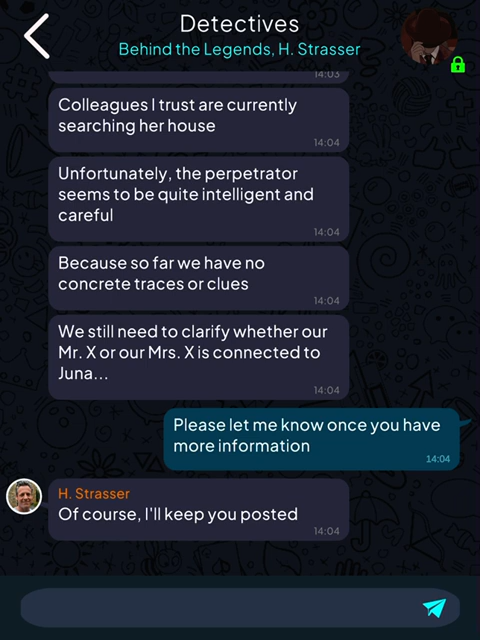 Detectives
Behind the Legends, H. Strasser
14:03
Colleagues I trust are currently
searching her house
14:04
Unfortunately, the perpetrator
seems to be quite intelligent and
careful
14:04
Because so far we have no
concrete traces or clues
14:04
We still need to clarify whether our
Mr. X or our Mrs. X is connected to
Juna...
14:04
Please let me know once you have
more information
14:04
H. Strasser
Of course, I'll keep you posted
14:04